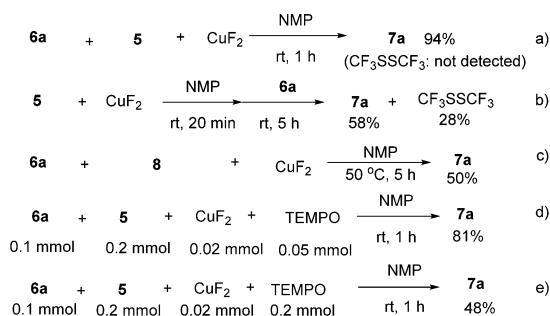 NMP
6a + 5 + CuF2 7a 94% a)
rt, 1 h (CF3SSCF3: not detected)
NMP 6a
5 + CuF2 7a + CF3SSCF3 b)
rt, 20 min rt, 5 h 58% 28%
NMP
6a + 8 + CuF2 7a c)
50 °C, 5 h 50%
NMP
6a + 5 + CuF2 + TEMPO 7a d)
0.1 mmol 0.2 mmol 0.02 mmol 0.05 mmol rt, 1 h 81%
NMP
6a + 5 + CuF2 + TEMPO 7a e)
0.1 mmol 0.2 mmol 0.02 mmol 0.2 mmol rt, 1 h 48%